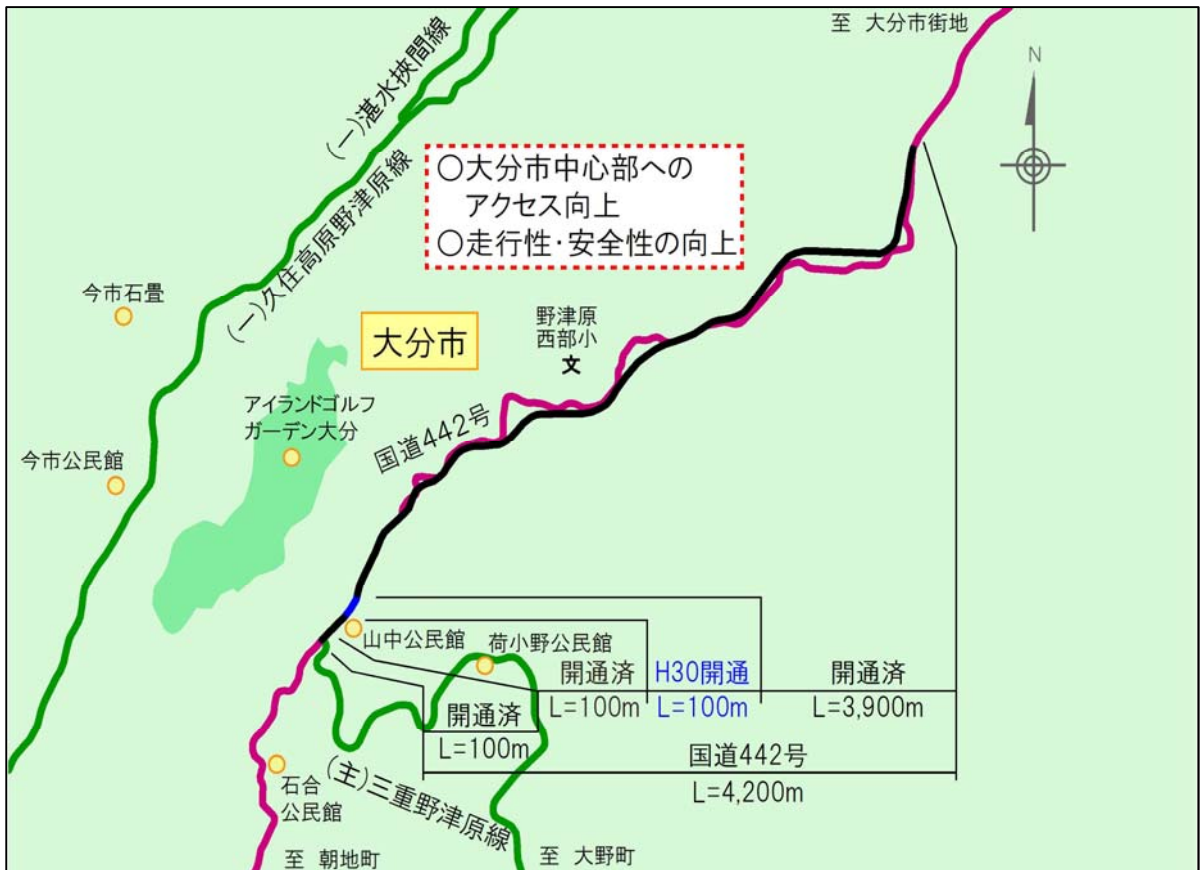 至 大分市街地
N
(一)湛水挾間線
(一)久住高原野津原線
○大分市中心部への
アクセス向上
○走行性・安全性の向上
今市石畳
大分市
野津原
西部小
文
アイランドゴルフ
ガーデン大分
国道442号
今市公民館
山中公民館
荷小野公民館
開通済
L=100m
H30開通
L=100m
開通済
L=3,900m
開通済
L=100m
国道442号
L=4,200m
石合
公民館
(主)三重野津原線
至 朝地町
至 大野町